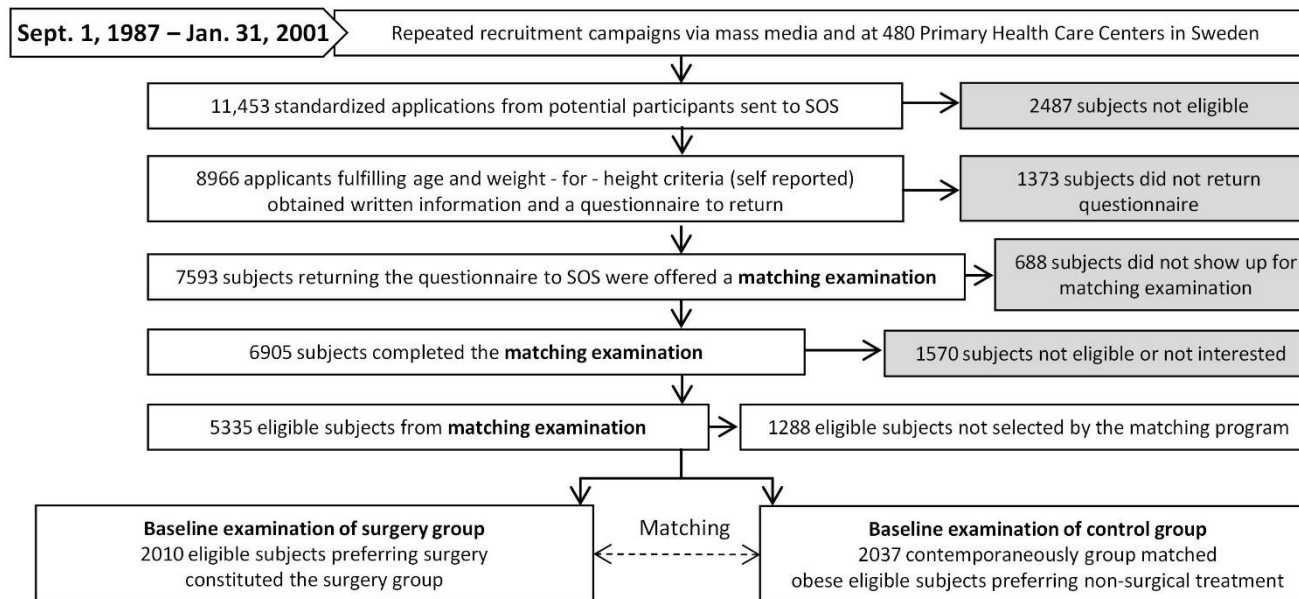 Sept. 1, 1987 – Jan. 31, 2001
Repeated recruitment campaigns via mass media and at 480 Primary Health Care Centers in Sweden
11,453 standardized applications from potential participants sent to SOS
2487 subjects not eligible
8966 applicants fulfilling age and weight - for - height criteria (self reported)
obtained written information and a questionnaire to return
1373 subjects did not return
questionnaire
7593 subjects returning the questionnaire to SOS were offered a matching examination
688 subjects did not show up for
matching examination
6905 subjects completed the matching examination
1570 subjects not eligible or not interested
5335 eligible subjects from matching examination
1288 eligible subjects not selected by the matching program
Baseline examination of surgery group
2010 eligible subjects preferring surgery
constituted the surgery group
Matching
Baseline examination of control group
2037 contemporaneously group matched
obese eligible subjects preferring non-surgical treatment